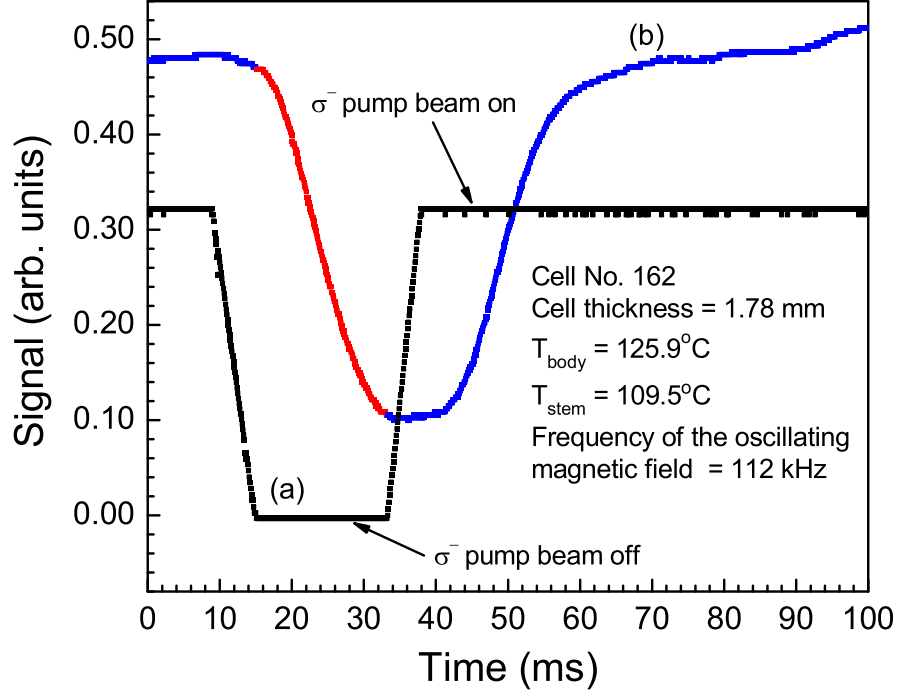 (b)
σ⁻ pump beam on
Cell No. 162
Cell thickness = 1.78 mm
T_body = 125.9°C
T_stem = 109.5°C
Frequency of the oscillating
magnetic field = 112 kHz
(a)
σ⁻ pump beam off
Signal (arb. units)
0.50
0.40
0.30
0.20
0.10
0.00
0 10 20 30 40 50 60 70 80 90 100
Time (ms)